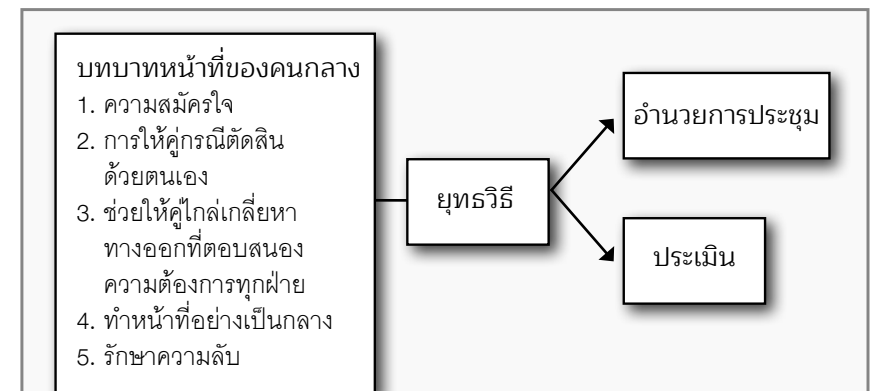 บทบาทหน้าที่ของคนกลาง
1. ความสมัครใจ
2. การให้คู่กรณีตัดสิน
ด้วยตนเอง
3. ช่วยให้คู่ไกล่เกลี่ยหา
ทางออกที่ตอบสนอง
ความต้องการทุกฝ่าย
4. ทำหน้าที่อย่างเป็นกลาง
5. รักษาความลับ
ยุทธวิธี
อำนวยการประชุม
ประเมิน